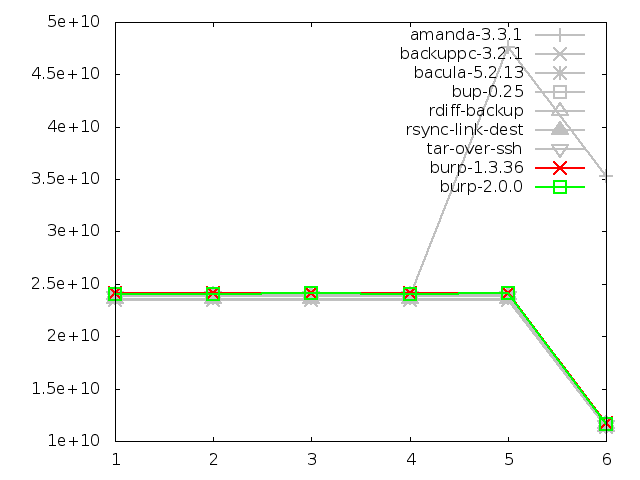 5e+10
4.5e+10
4e+10
3.5e+10
3e+10
2.5e+10
2e+10
1.5e+10
1e+10
1 2 3 4 5 6
amanda-3.3.1
backuppc-3.2.1
bacula-5.2.13
bup-0.25
rdiff-backup
rsync-link-dest
tar-over-ssh
burp-1.3.36
burp-2.0.0